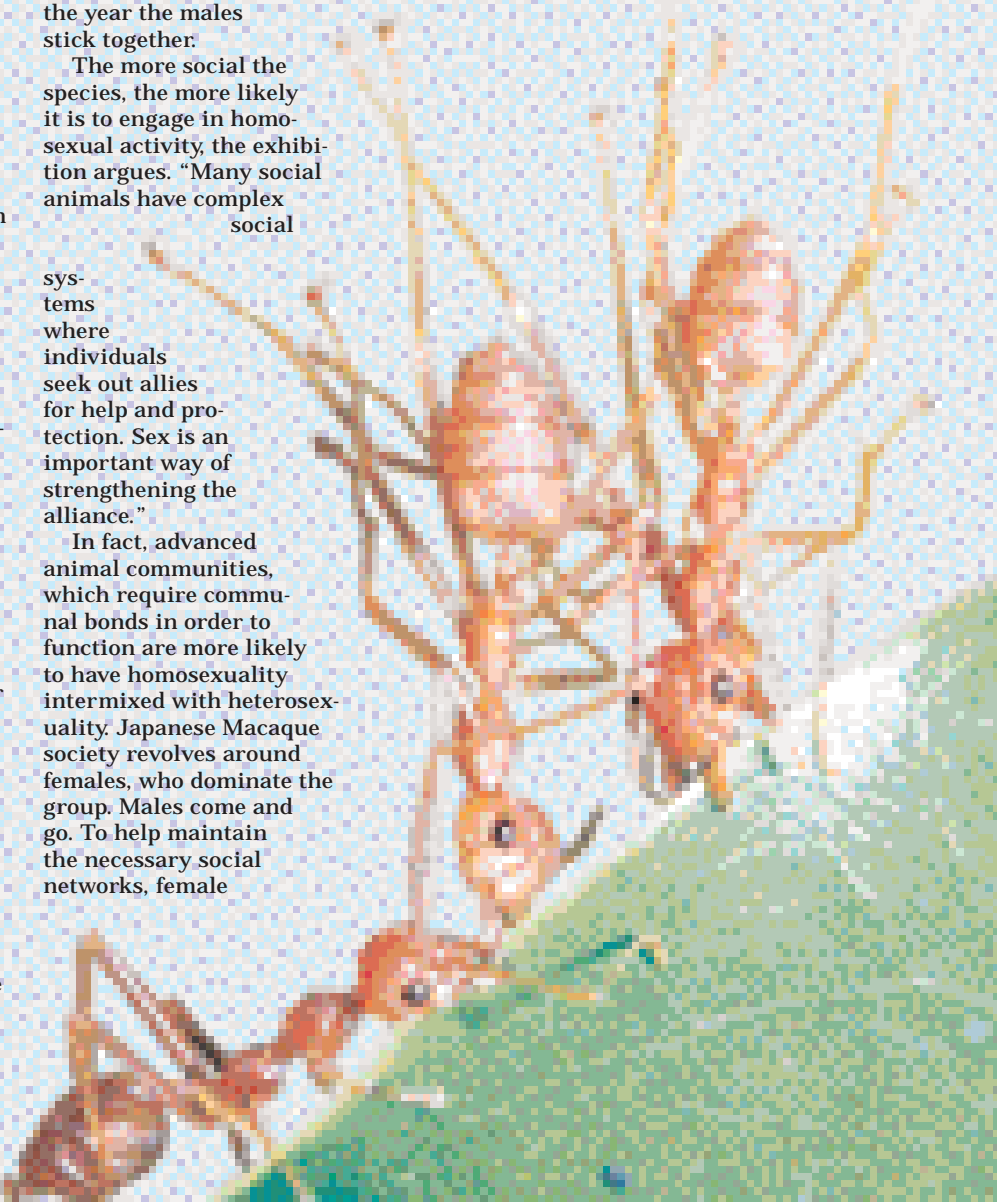 the year the males
stick together.
The more social the
species, the more likely
it is to engage in homo-
sexual activity, the exhibi-
tion argues. “Many social
animals have complex
social
sys-
tems
where
individuals
seek out allies
for help and pro-
tection. Sex is an
important way of
strengthening the
alliance.”
In fact, advanced
animal communities,
which require commu-
nal bonds in order to
function are more likely
to have homosexuality
intermixed with heterosex-
uality. Japanese Macaque
society revolves around
females, who dominate the
group. Males come and
go. To help maintain
the necessary social
networks, female